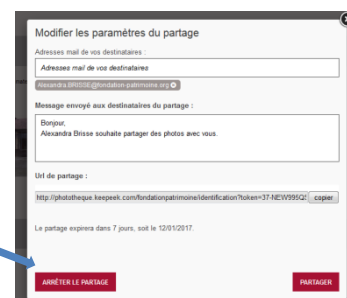 Modifier les paramètres du partage
Adresses mail de vos destinataires :
Adresses mail de vos destinataires
Alexandra.BRISSE@fondation-patrimoine.org
Message envoyé aux destinataires du partage :
Bonjour,
Alexandra Brisse souhaite partager des photos avec vous.
Url de partage :
http://phototheque.keepeek.com/fondationpatrimoine/identification?token=37-NEW995Q copier
Le partage expirera dans 7 jours, soit le 12/01/2017.
ARRÊTER LE PARTAGE PARTAGER